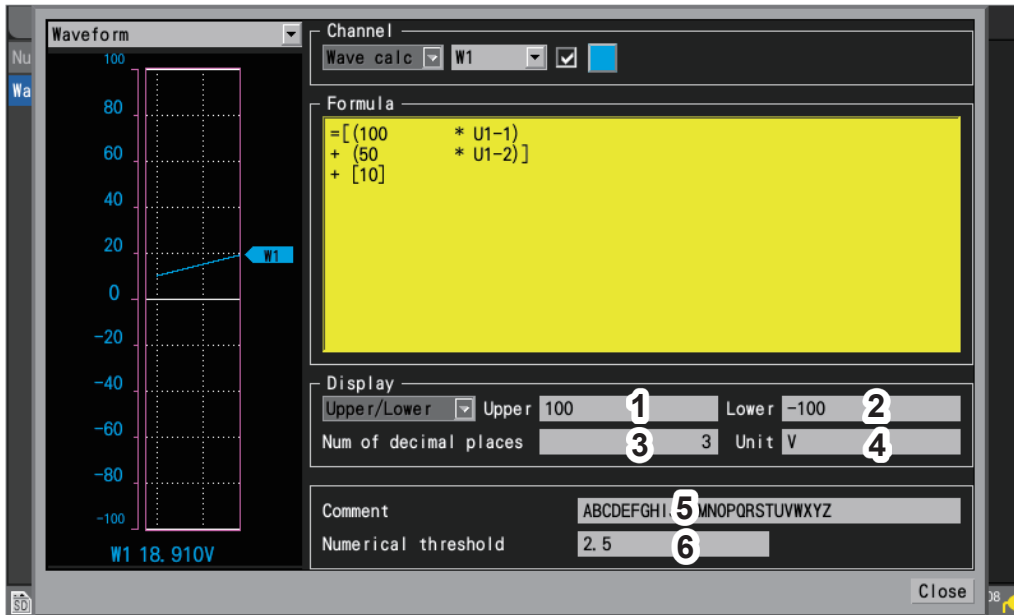 Waveform
100
80
60
40
20
0
-20
-40
-60
-80
-100
W1
W1 18. 910V
Nu
Wa
Channel
Wave calc W1
Formula
=[(100 * U1-1)
+ (50 * U1-2)]
+ [10]
Display
Upper/Lower Upper 100 1 Lower -100 2
Num of decimal places 3 3 Unit V 4
Comment ABCDEFGHI 5 MNOPQRSTUVWXYZ
Numerical threshold 2. 5 6
Close
SD
08